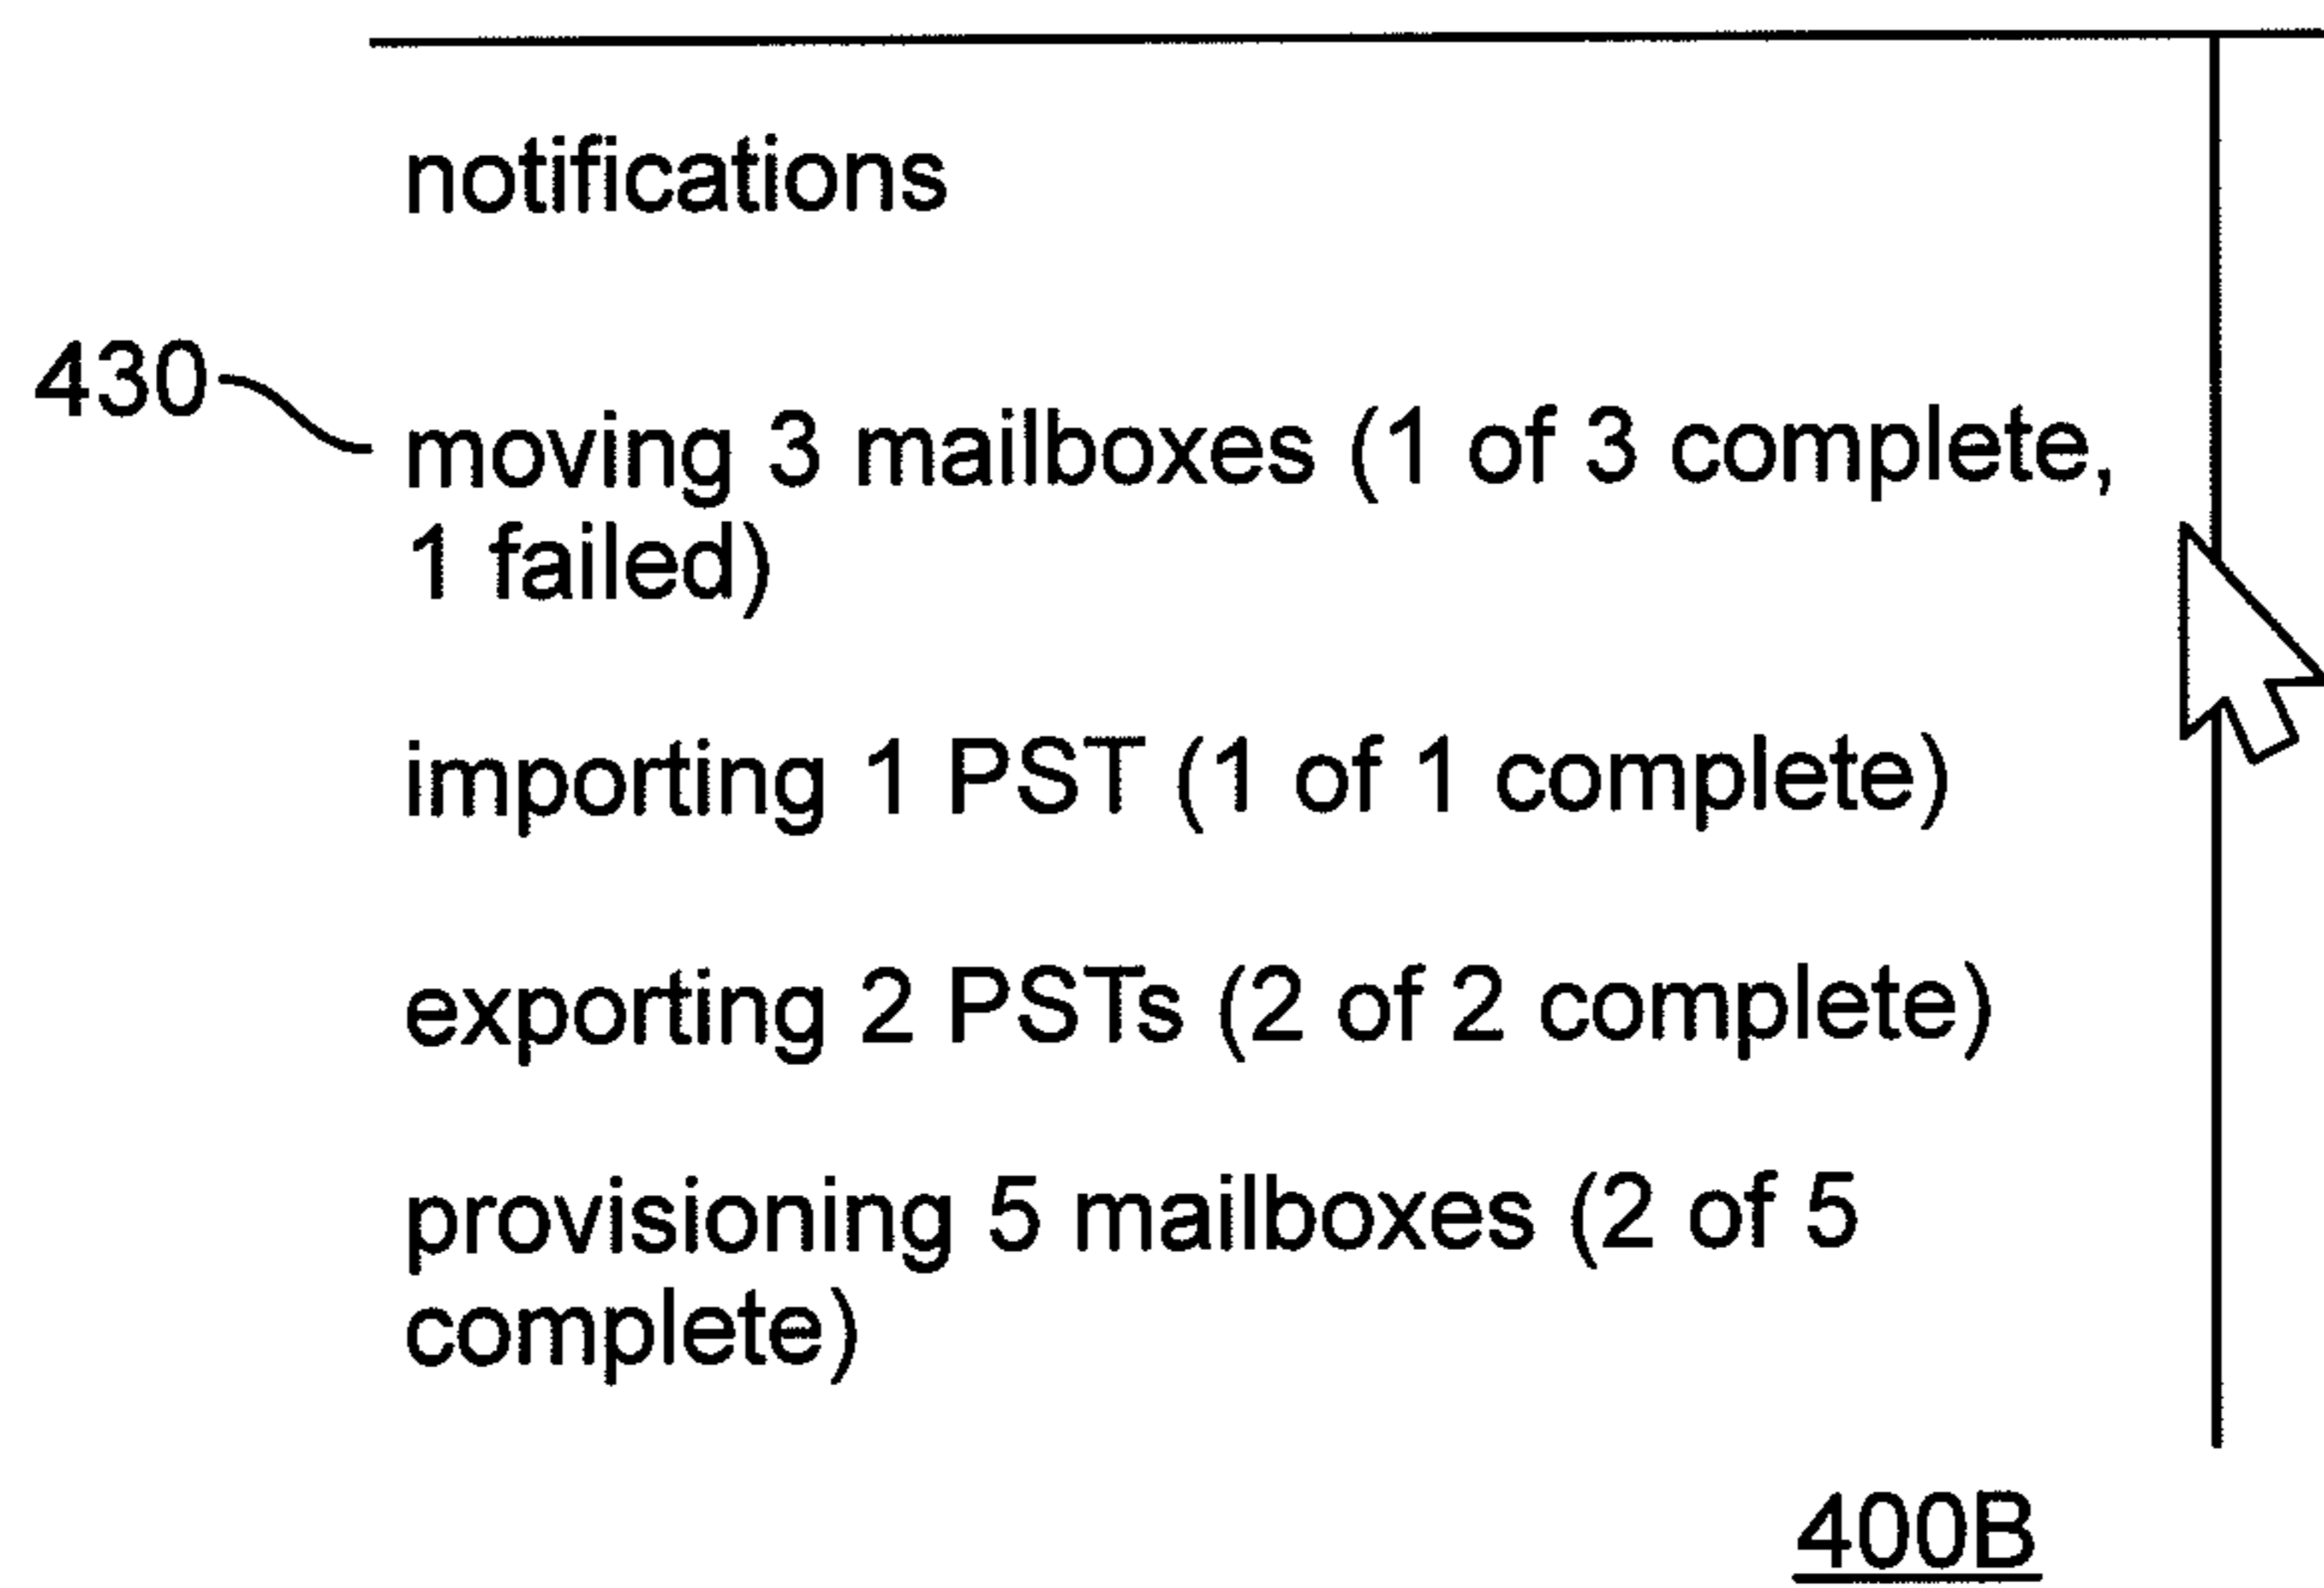 notifications
430
moving 3 mailboxes (1 of 3 complete,
1 failed)
importing 1 PST (1 of 1 complete)
exporting 2 PSTs (2 of 2 complete)
provisioning 5 mailboxes (2 of 5
complete)
400B